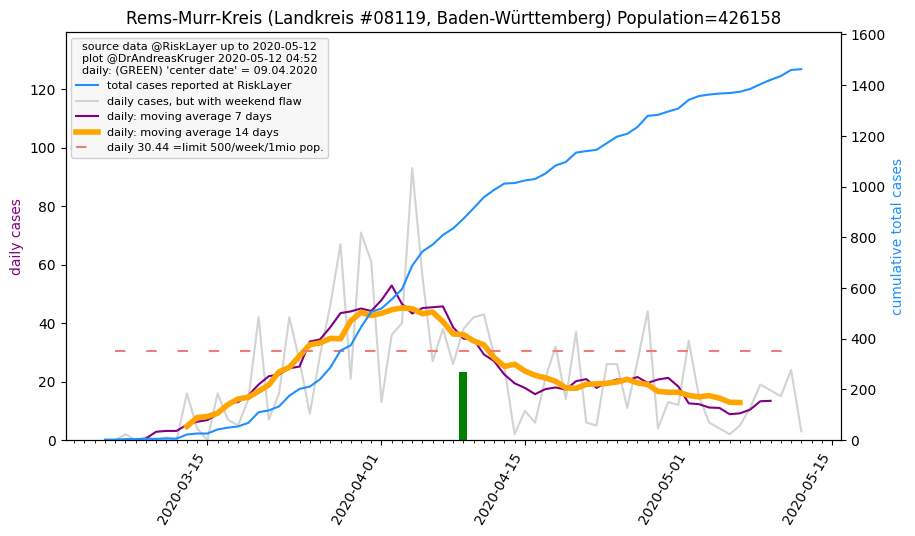 Rems-Murr-Kreis (Landkreis #08119, Baden-Württemberg) Population=426158
source data @RiskLayer up to 2020-05-12
plot @DrAndreasKruger 2020-05-12 04:52
daily: (GREEN) 'center date' = 09.04.2020
total cases reported at RiskLayer
daily cases, but with weekend flaw
daily: moving average 7 days
daily: moving average 14 days
daily 30.44 =limit 500/week/1mio pop.
daily cases
0
20
40
60
80
100
120
cumulative total cases
0
200
400
600
800
1000
1200
1400
1600
2020-03-15
2020-04-01
2020-04-15
2020-05-01
2020-05-15